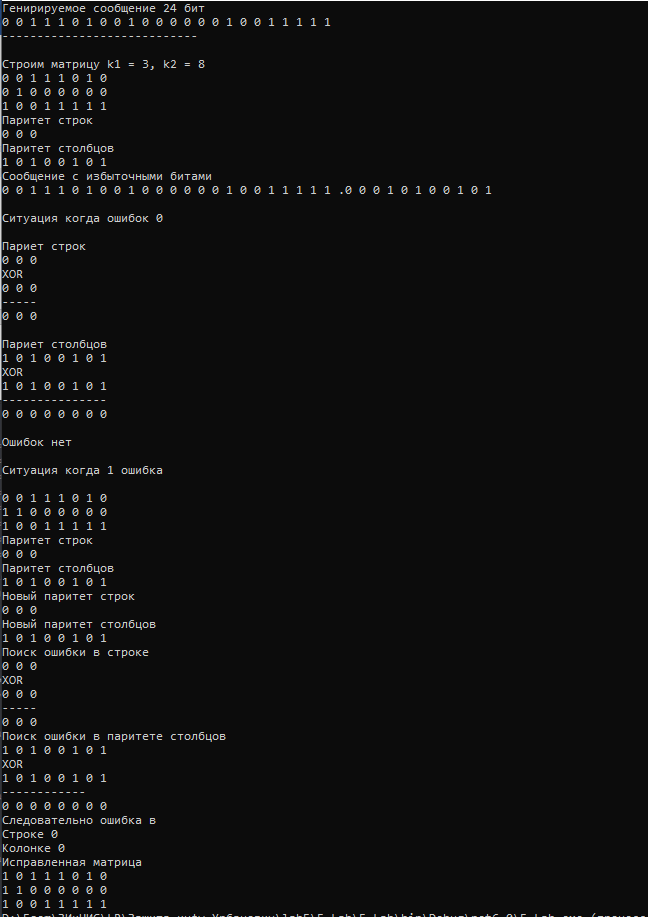 Генирируемое сообщение 24 бит
0 0 1 1 1 0 1 0 0 1 0 0 0 0 0 0 1 0 0 1 1 1 1 1
----------------------------
Строим матрицу k1 = 3, k2 = 8
0 0 1 1 1 0 1 0
0 1 0 0 0 0 0 0
1 0 0 1 1 1 1 1
Паритет строк
0 0 0
Паритет столбцов
1 0 1 0 0 1 0 1
Сообщение с избыточными битами
0 0 1 1 1 0 1 0 0 1 0 0 0 0 0 0 1 0 0 1 1 1 1 1 .0 0 0 1 0 1 0 0 1 0 1
Ситуация когда ошибок 0
Париет строк
0 0 0
XOR
0 0 0
-----
0 0 0
Париет столбцов
1 0 1 0 0 1 0 1
XOR
1 0 1 0 0 1 0 1
---------------
0 0 0 0 0 0 0 0
Ошибок нет
Ситуация когда 1 ошибка
0 0 1 1 1 0 1 0
1 1 0 0 0 0 0 0
1 0 0 1 1 1 1 1
Паритет строк
0 0 0
Паритет столбцов
1 0 1 0 0 1 0 1
Новый паритет строк
0 0 0
Новый паритет столбцов
1 0 1 0 0 1 0 1
Поиск ошибки в строке
0 0 0
XOR
0 0 0
-----
0 0 0
Поиск ошибки в паритете столбцов
1 0 1 0 0 1 0 1
XOR
1 0 1 0 0 1 0 1
------------
0 0 0 0 0 0 0 0
Следовательно ошибка в
Строке 0
Колонке 0
Исправленная матрица
1 0 1 1 1 0 1 0
1 1 0 0 0 0 0 0
1 0 0 1 1 1 1 1